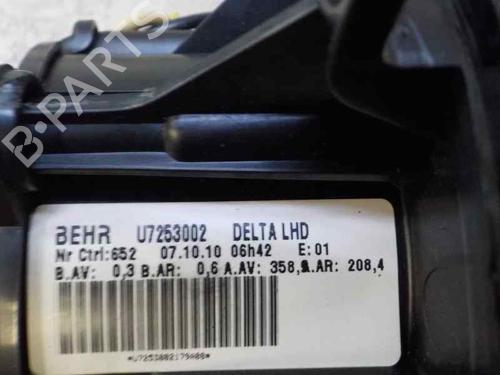 B-PARTS
BEHR U7253002 DELTA LHD
Nr Ctrl:652 07.10.10 06h42 E:01
B.AV: 0,3 B.AR: 0,6 A.AV: 358, A.AR: 208,4
*U7253002179A00*